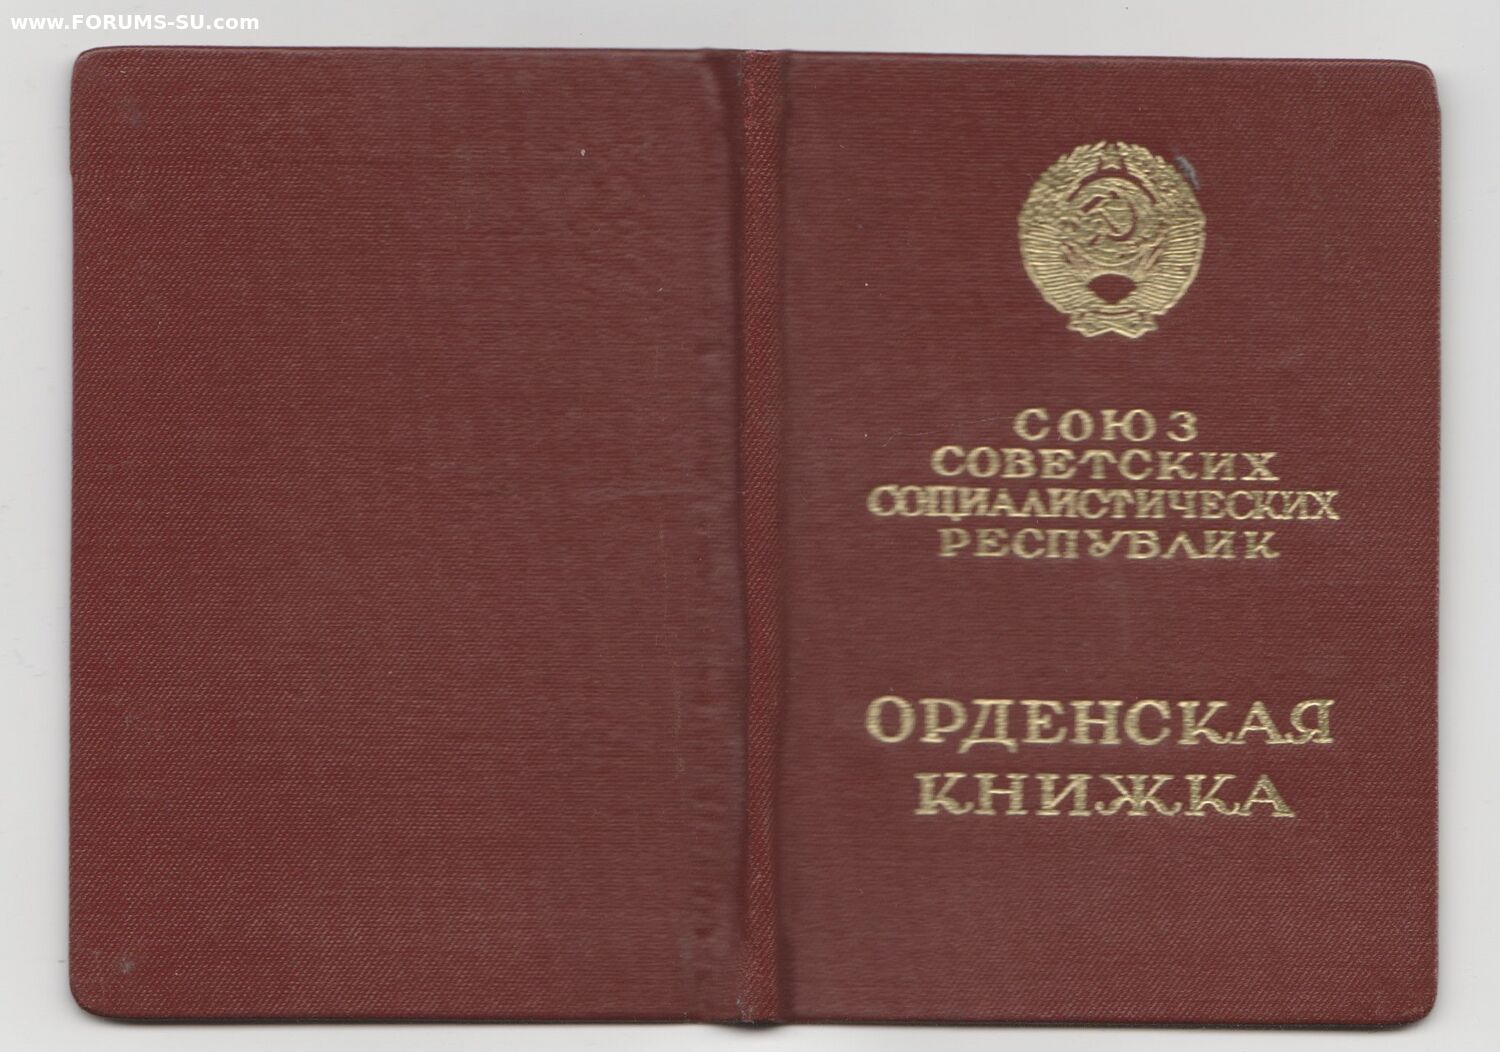 www.FORUMS-SU.com
СОЮЗ
СОВЕТСКИХ
СОЦИАЛИСТИЧЕСКИХ
РЕСПУБЛИК
ОРДЕНСКАЯ
КНИЖКА